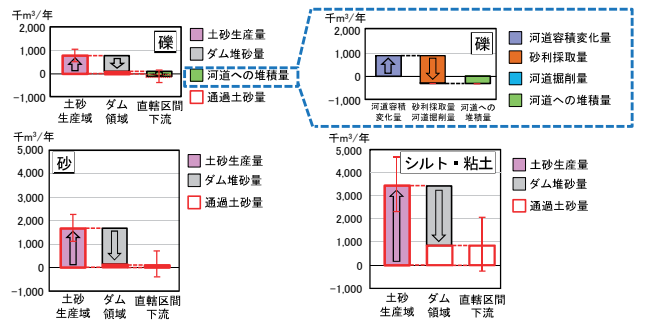 千m³/年
2,000
1,000
0
−1,000
礫
土砂
生産域
ダム
領域
直轄区間
下流
土砂生産量
ダム堆砂量
河道への堆積量
通過土砂量
千m³/年
2,000
1,000
0
−1,000
礫
河道容積
変化量
砂利採取量
河道掘削量
河道への
堆積量
河道容積変化量
砂利採取量
河道掘削量
河道への堆積量
千m³/年
5,000
4,000
3,000
2,000
1,000
0
−1,000
砂
土砂
生産域
ダム
領域
直轄区間
下流
土砂生産量
ダム堆砂量
通過土砂量
千m³/年
5,000
4,000
3,000
2,000
1,000
0
−1,000
シルト・粘土
土砂
生産域
ダム
領域
直轄区間
下流
土砂生産量
ダム堆砂量
通過土砂量